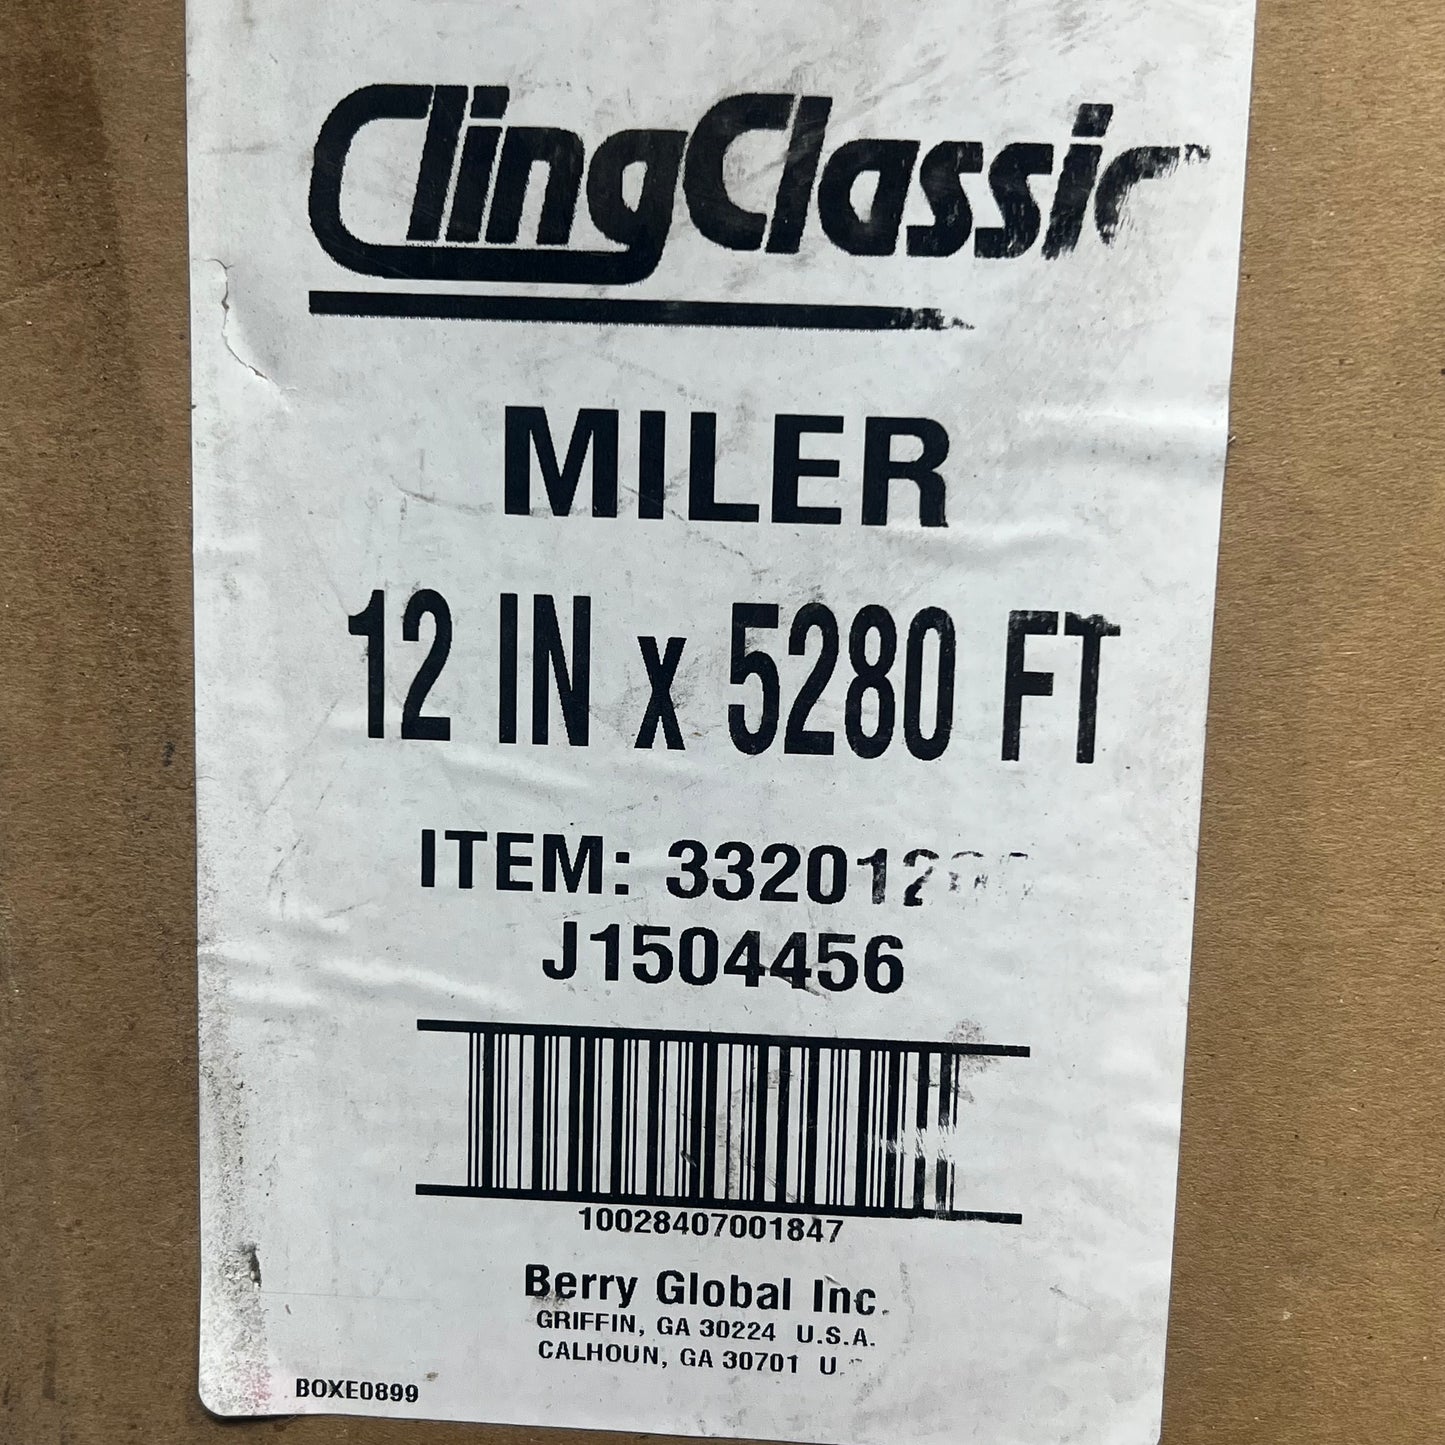 ClingClassic
MILER
12 IN x 5280 FT
ITEM:
J1504456
10028407001847
Berry Global Inc.
GRIFFIN, GA 30224 U.S.A.
CALHOUN, GA 30701
BOXE0899